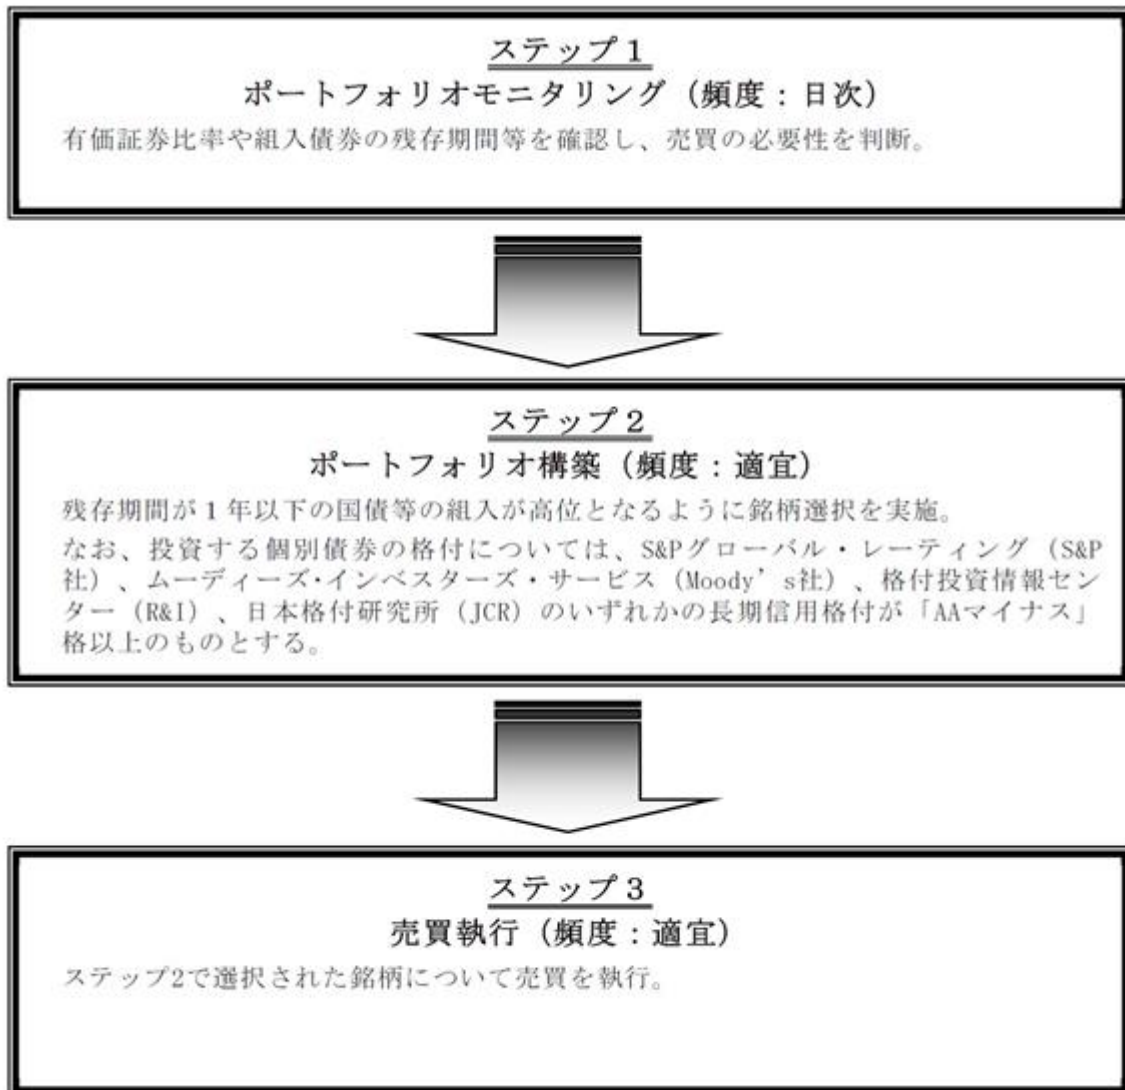 ステップ１
ポートフォリオモニタリング（頻度：日次）
有価証券比率や組入債券の残存期間等を確認し、売買の必要性を判断。
ステップ２
ポートフォリオ構築（頻度：適宜）
残存期間が１年以下の国債等の組入が高位となるように銘柄選択を実施。
なお、投資する個別債券の格付については、S&Pグローバル・レーティング（S&P
社）、ムーディーズ･インベスターズ・サービス（Moody’s社）、格付投資情報セン
ター（R&I）、日本格付研究所（JCR）のいずれかの長期信用格付が「AAマイナス」
格以上のものとする。
ステップ３
売買執行（頻度：適宜）
ステップ2で選択された銘柄について売買を執行。